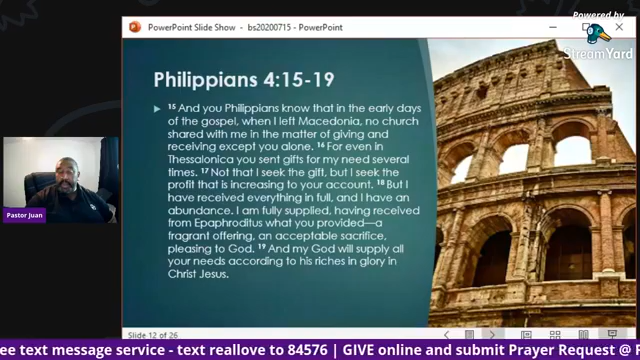 Powered by
StreamYard
PowerPoint Slide Show - bs20200715 - PowerPoint
Philippians 4:15-19
15 And you Philippians know that in the early days
of the gospel, when I left Macedonia, no church
shared with me in the matter of giving and
receiving except you alone. 16 For even in
Thessalonica you sent gifts for my need several
times. 17 Not that I seek the gift, but I seek the
profit that is increasing to your account. 18 But I
have received everything in full, and I have an
abundance. I am fully supplied, having received
from Epaphroditus what you provided—a
fragrant offering, an acceptable sacrifice,
pleasing to God. 19 And my God will supply all
your needs according to his riches in glory in
Christ Jesus.
Pastor Juan
Slide 12 of 26
ee text message service - text reallove to 84576 | GIVE online and submit Prayer Request @ F